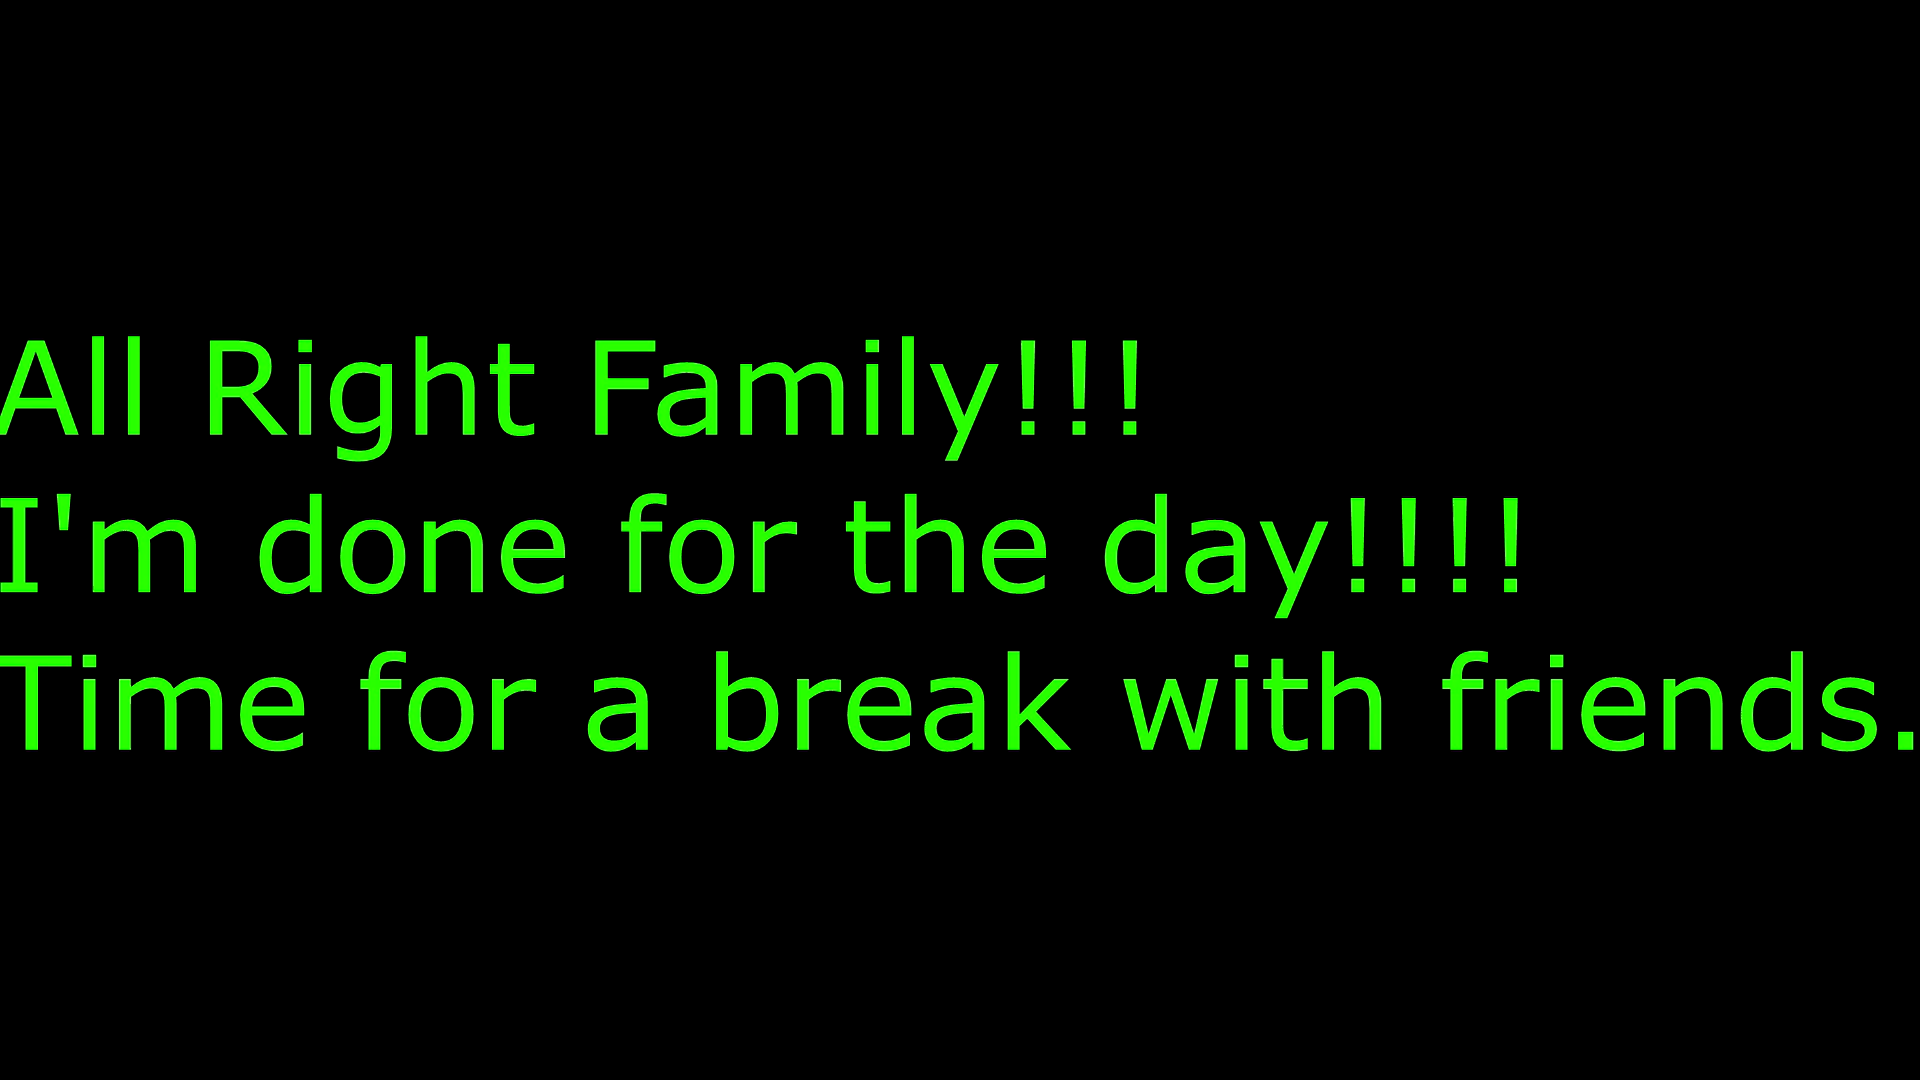 All Right Family!!!
I'm done for the day!!!!
Time for a break with friends.